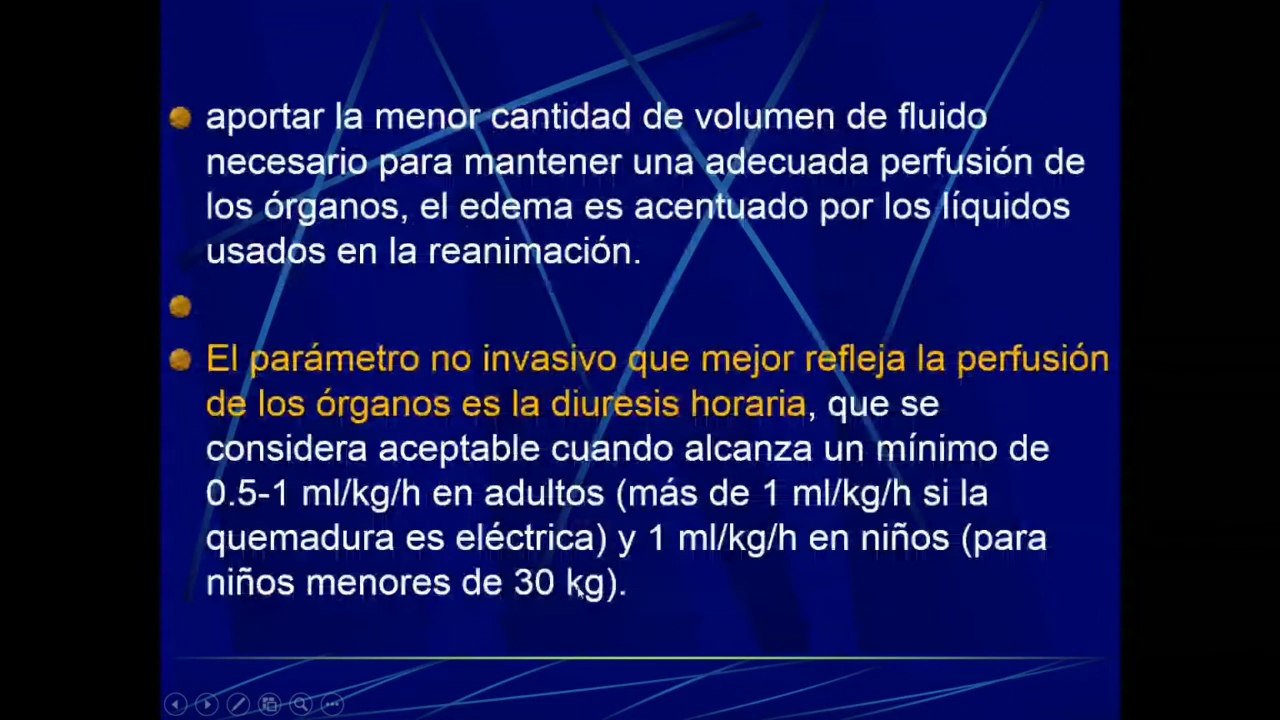 aportar la menor cantidad de volumen de fluido
necesario para mantener una adecuada perfusión de
los órganos, el edema es acentuado por los líquidos
usados en la reanimación.
El parámetro no invasivo que mejor refleja la perfusión
de los órganos es la diuresis horaria, que se
considera aceptable cuando alcanza un mínimo de
0.5-1 ml/kg/h en adultos (más de 1 ml/kg/h si la
quemadura es eléctrica) y 1 ml/kg/h en niños (para
niños menores de 30 kg).